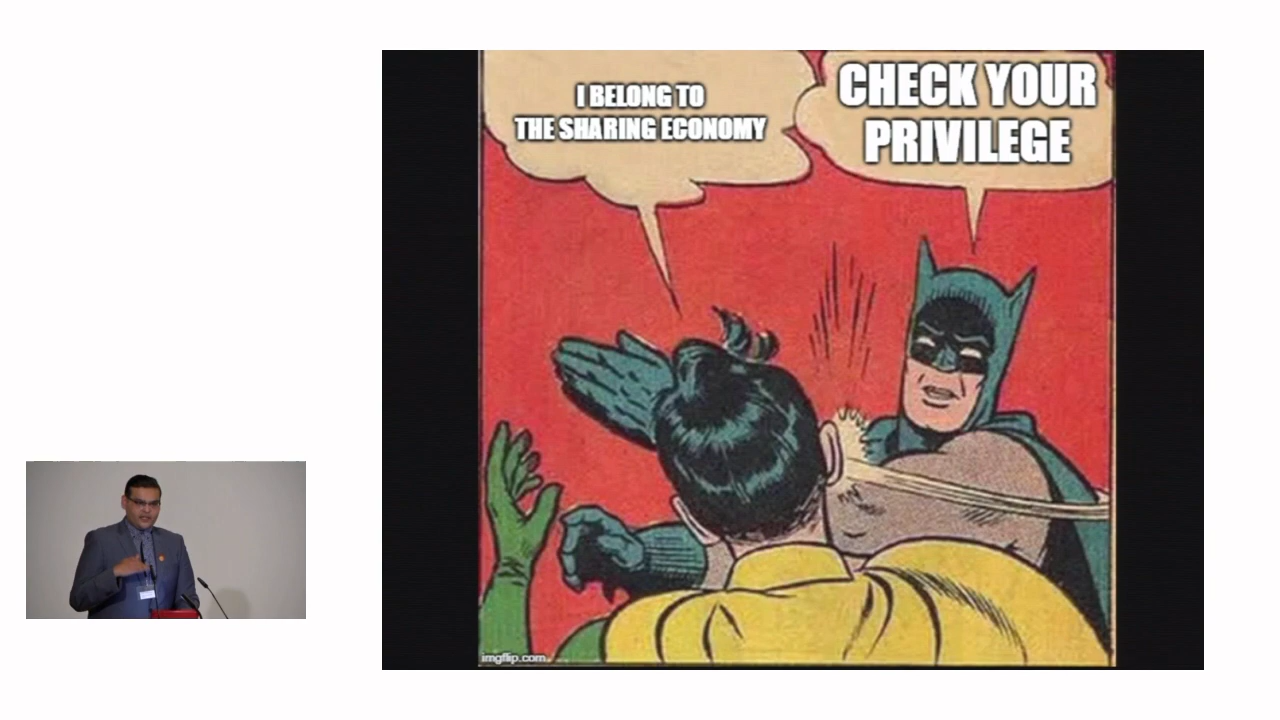 I BELONG TO
THE SHARING ECONOMY
CHECK YOUR
PRIVILEGE
imgflip.com